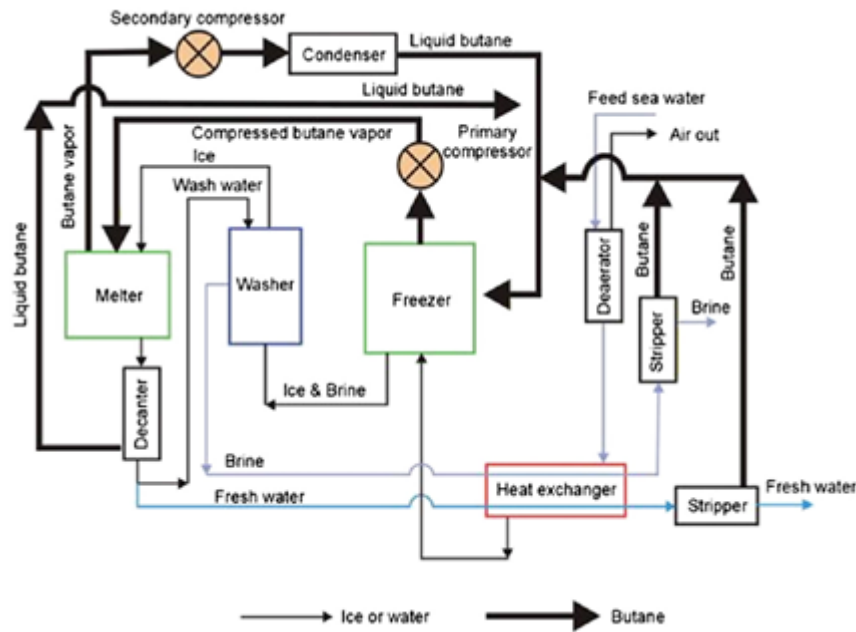 Secondary compressor
Condenser
Liquid butane
Liquid butane
Feed sea water
Air out
Compressed butane vapor
Primary
compressor
Ice
Wash water
Butane vapor
Liquid butane
Melter
Washer
Freezer
Deaerator
Butane
Butane
Stripper
Brine
Decanter
Ice & Brine
Brine
Heat exchanger
Fresh water
Stripper
Fresh water
Ice or water
Butane